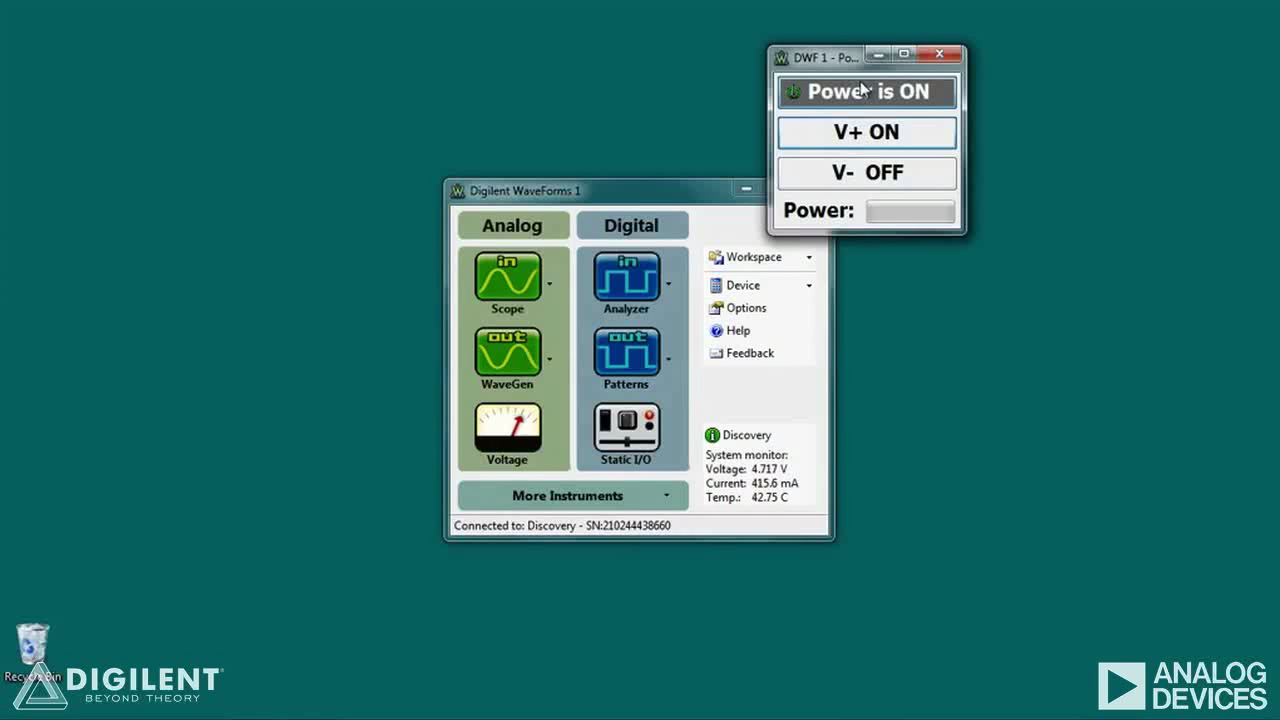 DWF 1 - Po...
Power is ON
V+ ON
V- OFF
Power:
Digilent WaveForms 1
Analog
Digital
in
Scope
in
Analyzer
out
WaveGen
out
Patterns
Voltage
Static I/O
More Instruments
Workspace
Device
Options
Help
Feedback
Discovery
System monitor:
Voltage: 4.717 V
Current: 415.6 mA
Temp.: 42.75 C
Connected to: Discovery - SN:210244438660
Recycle Bin
DIGILENT
BEYOND THEORY
ANALOG
DEVICES